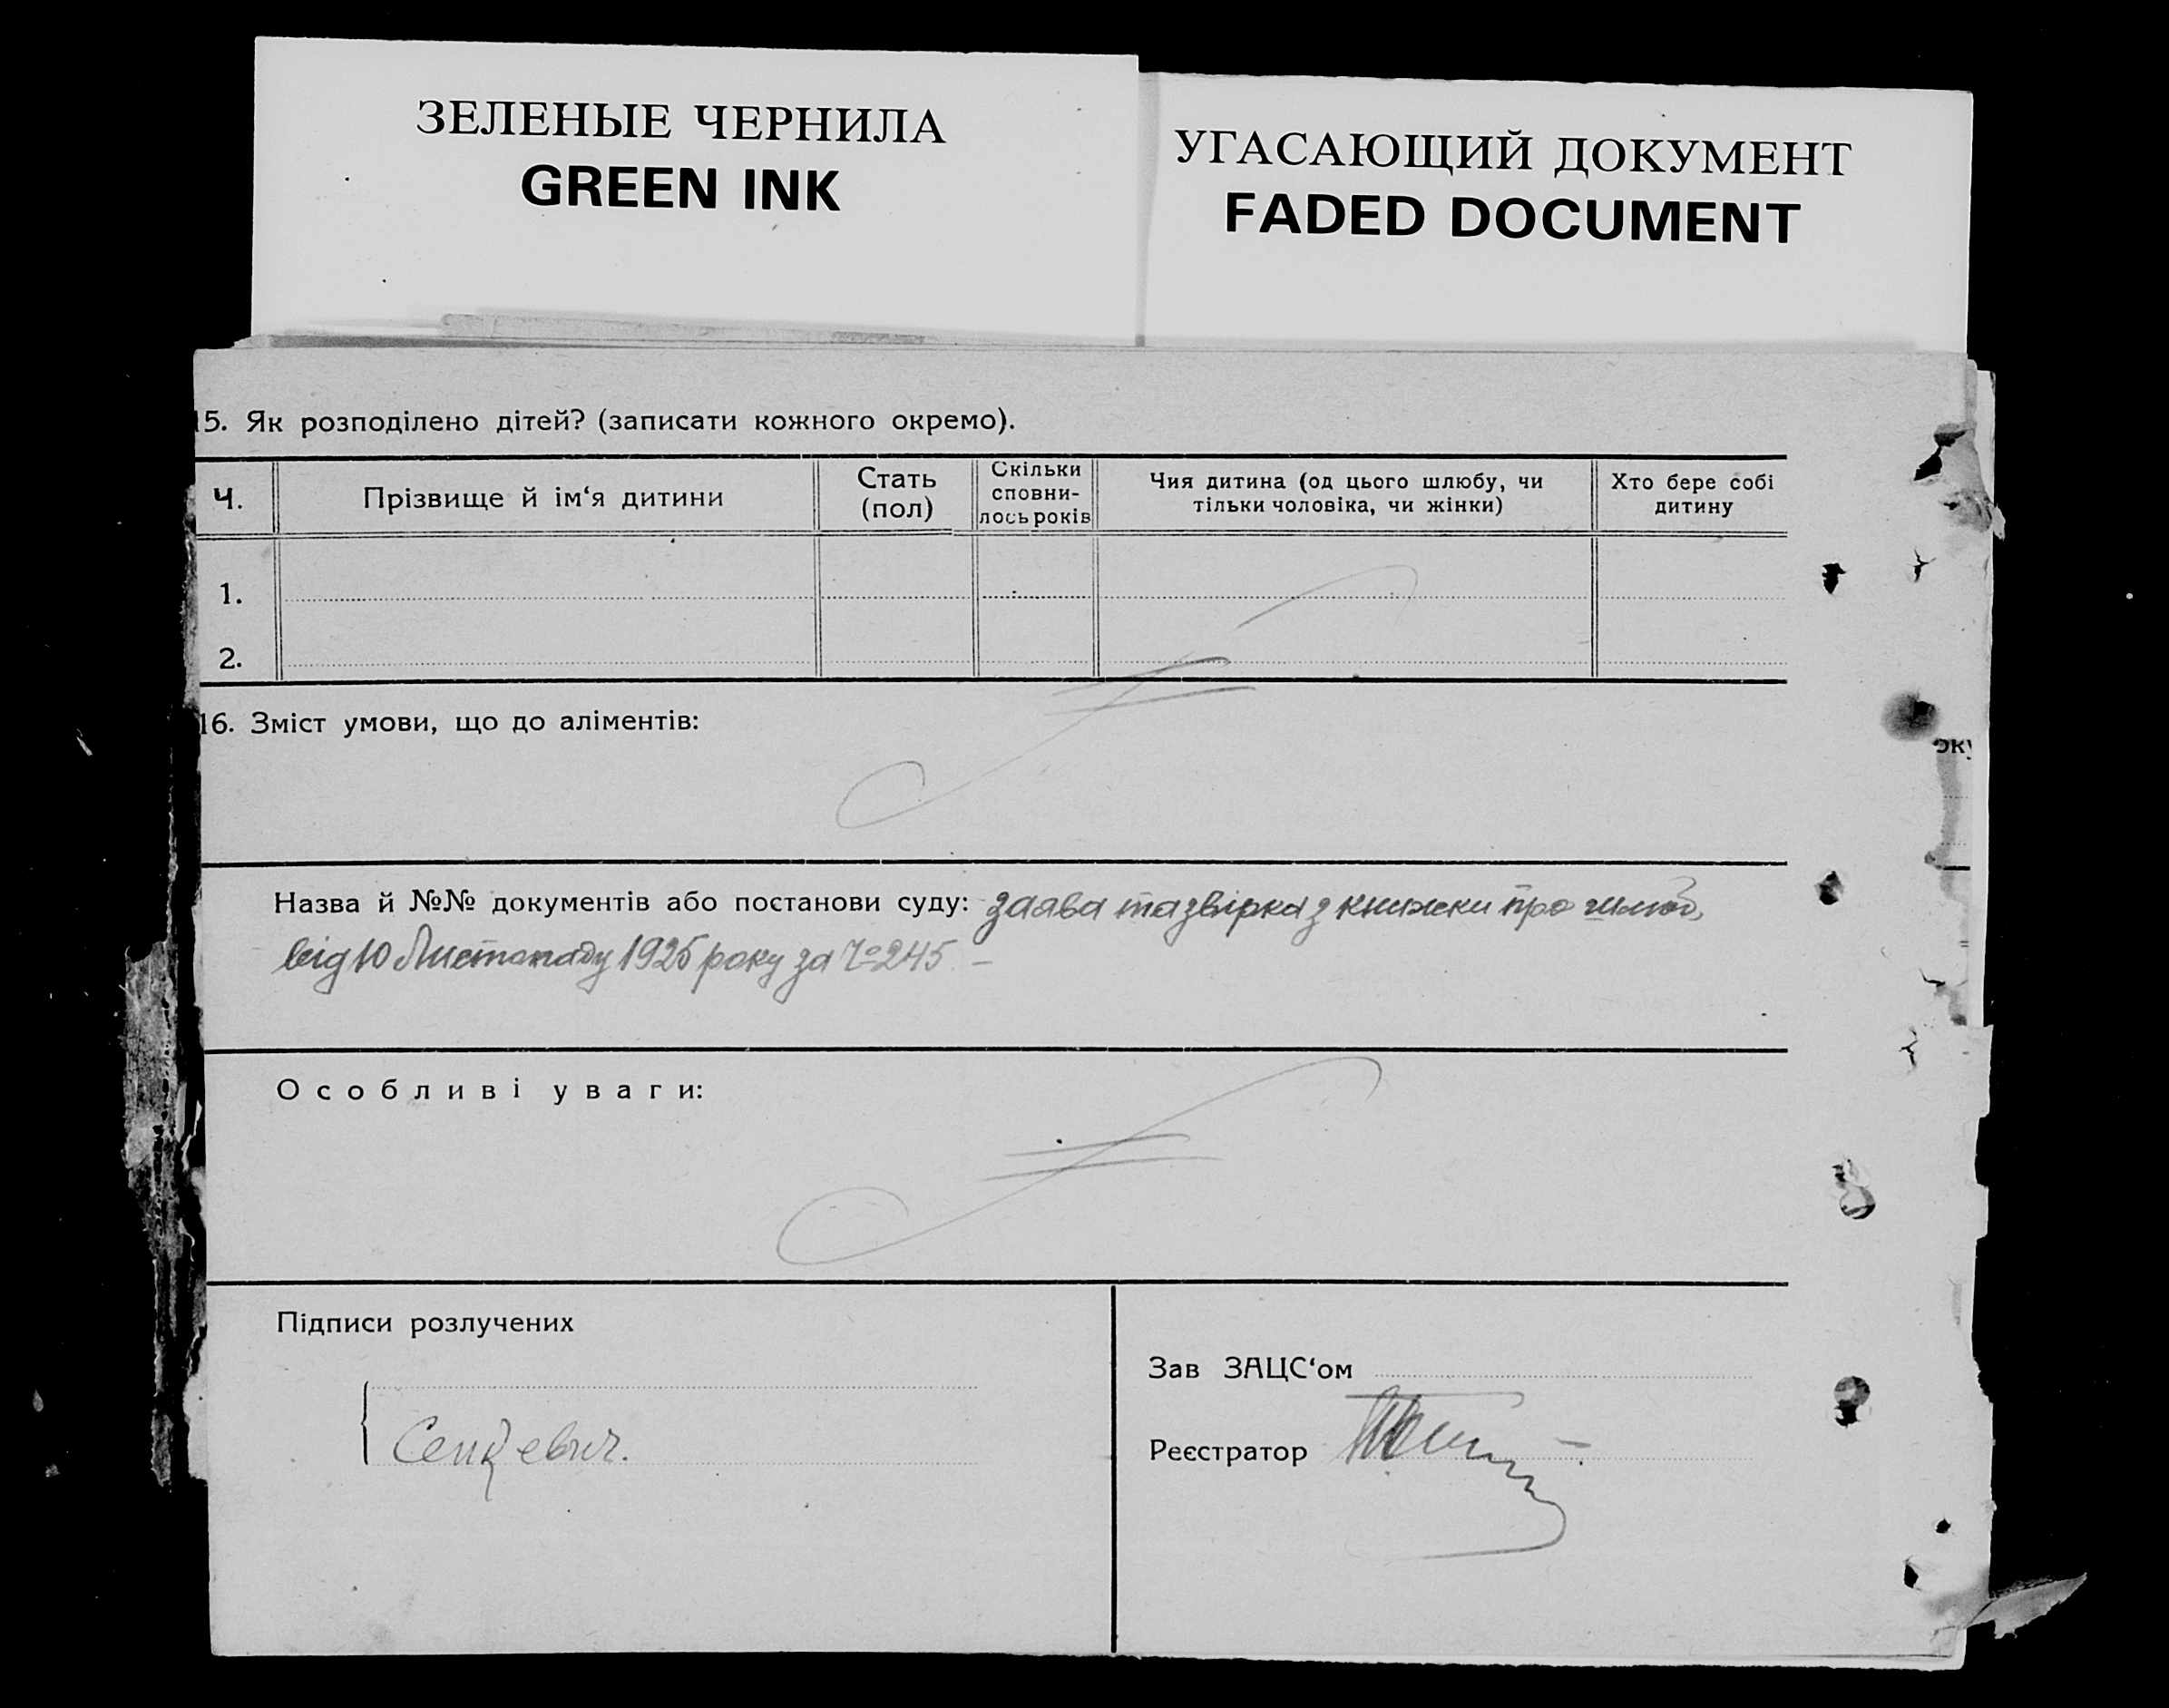 ЗЕЛЕНЫЕ ЧЕРНИЛА
GREEN INK
УГАСАЮЩИЙ ДОКУМЕНТ
FADED DOCUMENT
15. Як розподілено дітей? (записати кожного окремо).
Ч.
Прізвище й ім‘я дитини
Стать
(пол)
Скільки
сповни-
лось років
Чия дитина (од цього шлюбу, чи
тільки чоловіка, чи жінки)
Хто бере собі
дитину
1.
2.
16. Зміст умови, що до аліментів:
Назва й №№ документів або постанови суду: заява та звірка з книжки про шлюб,
від 10 Листопаду 1925 року за Ч° 245 –
Особливі уваги:
Підписи розлучених
Сенкевич.
Зав ЗАЦС‘ом
Реєстратор